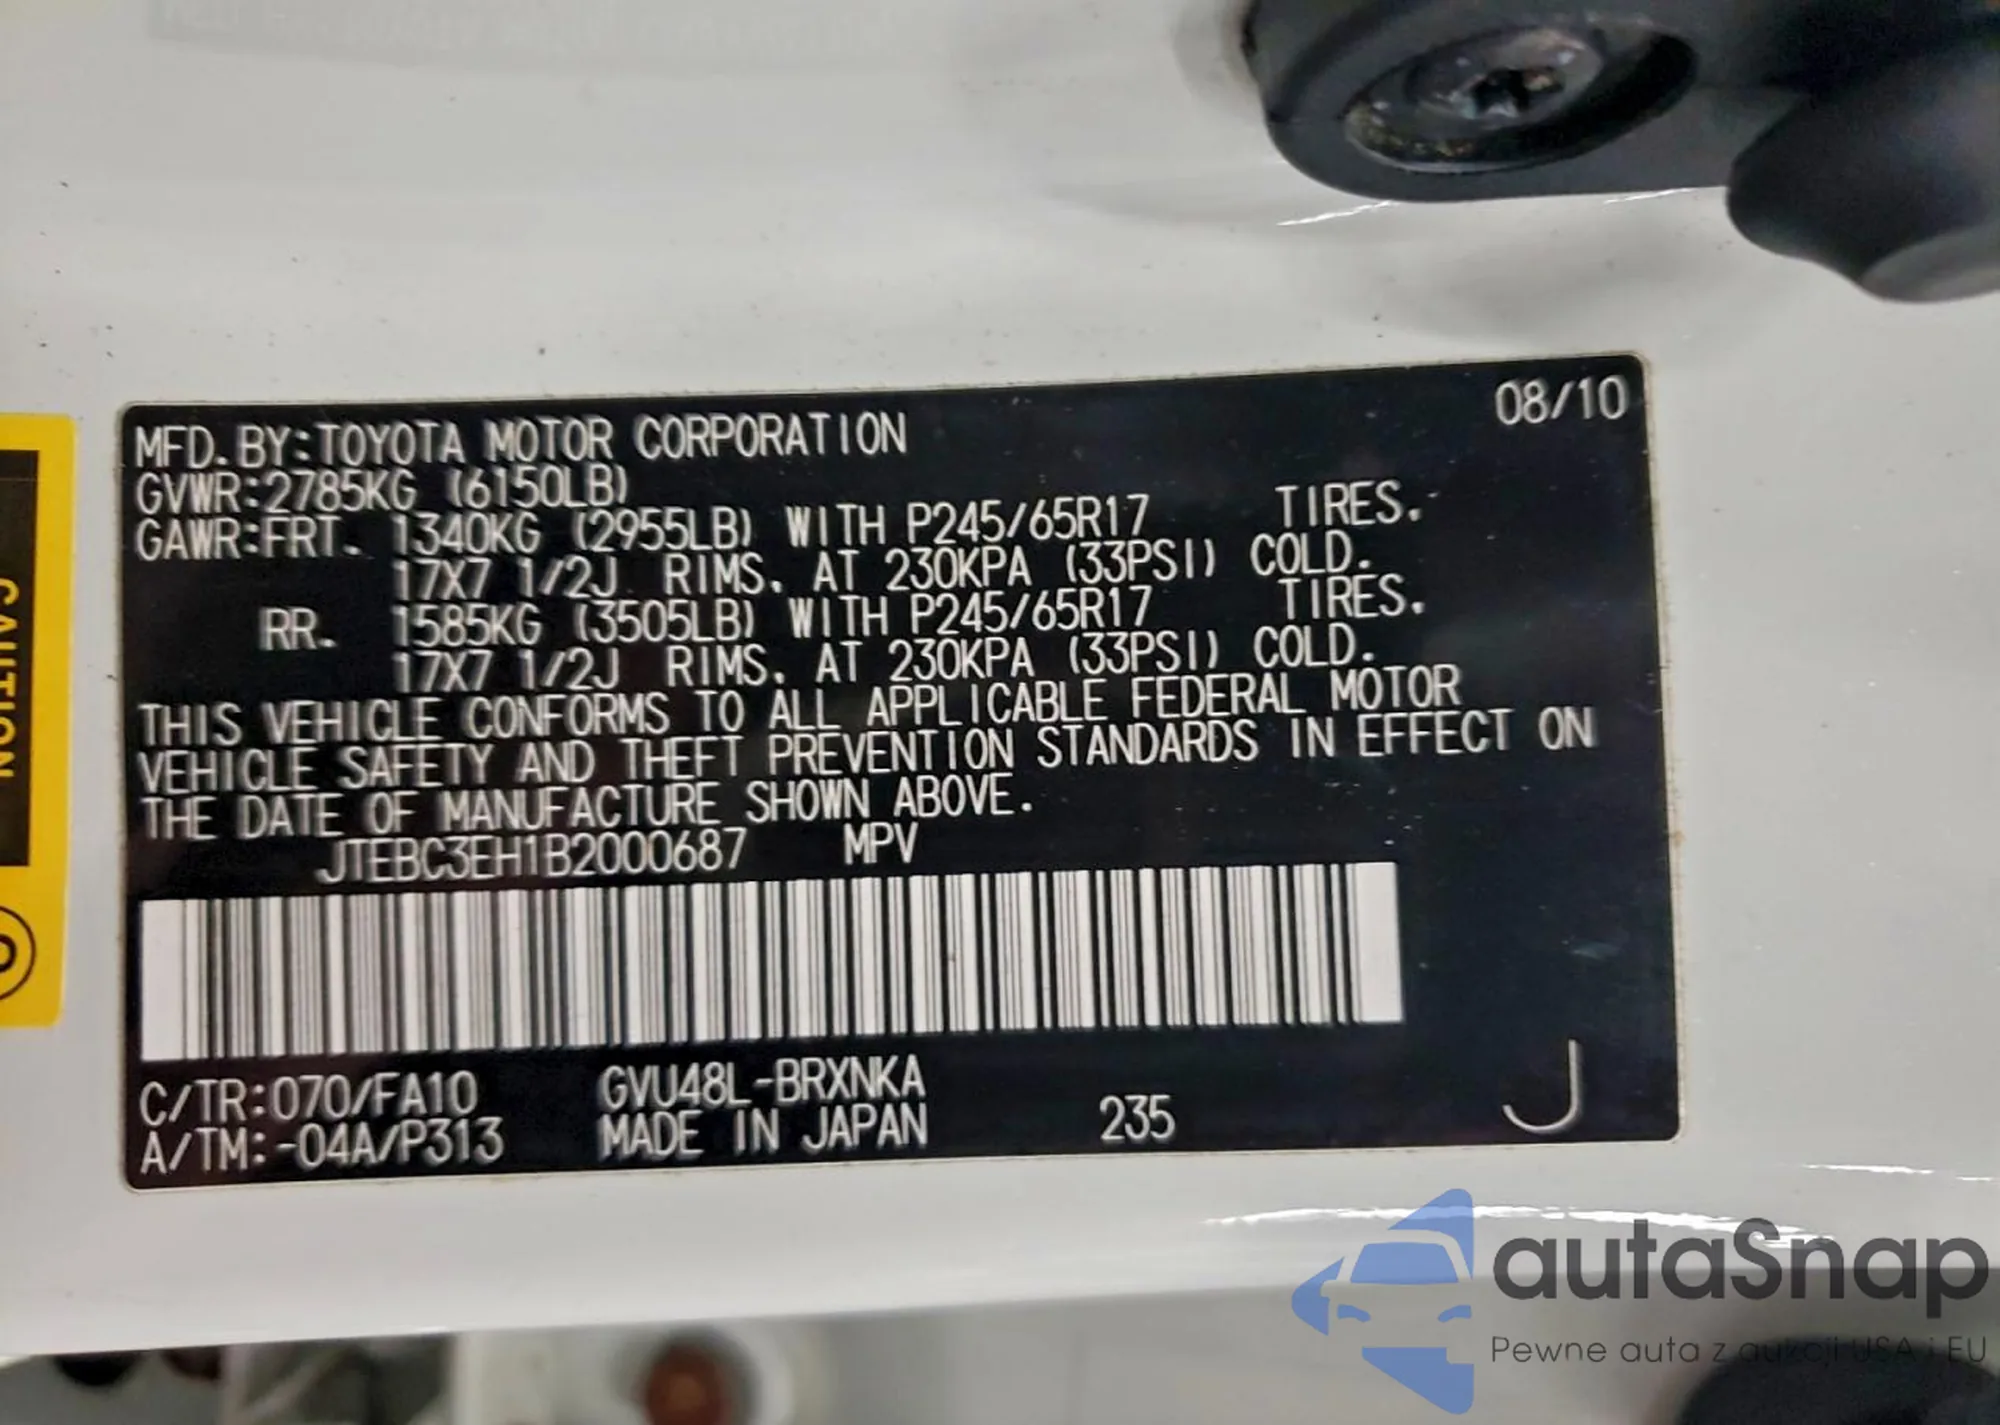 08/10
MFD. BY:TOYOTA MOTOR CORPORATION
GVWR:2785KG (6150LB)
GAWR:FRT. 1340KG (2955LB) WITH P245/65R17 TIRES.
17X7 1/2J RIMS. AT 230KPA (33PSI) COLD.
RR. 1585KG (3505LB) WITH P245/65R17 TIRES.
17X7 1/2J RIMS. AT 230KPA (33PSI) COLD.
THIS VEHICLE CONFORMS TO ALL APPLICABLE FEDERAL MOTOR
VEHICLE SAFETY AND THEFT PREVENTION STANDARDS IN EFFECT ON
THE DATE OF MANUFACTURE SHOWN ABOVE.
JTEBC3EH1B2000687 MPV
C/TR:070/FA10 GVU48L-BRXNKA
A/TM:-04A/P313 MADE IN JAPAN 235 J
CAUTION
autaSnap
Pewne auta z aukcji USA i EU